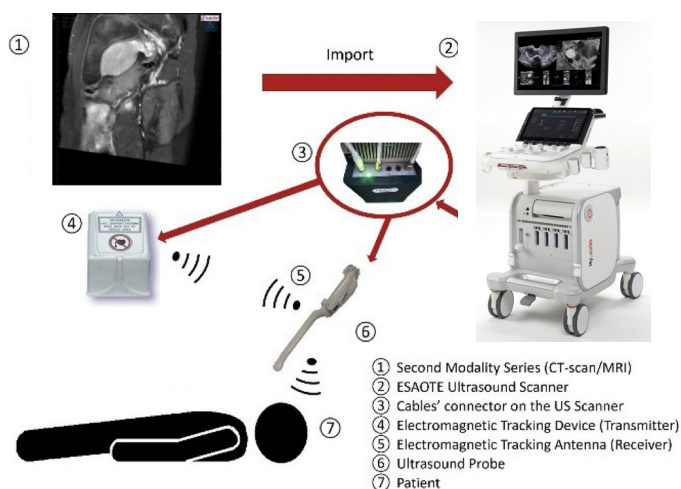 ①
Import
②
③
④
⑤
⑥
⑦
① Second Modality Series (CT-scan/MRI)
② ESAOTE Ultrasound Scanner
③ Cables' connector on the US Scanner
④ Electromagnetic Tracking Device (Transmitter)
⑤ Electromagnetic Tracking Antenna (Receiver)
⑥ Ultrasound Probe
⑦ Patient